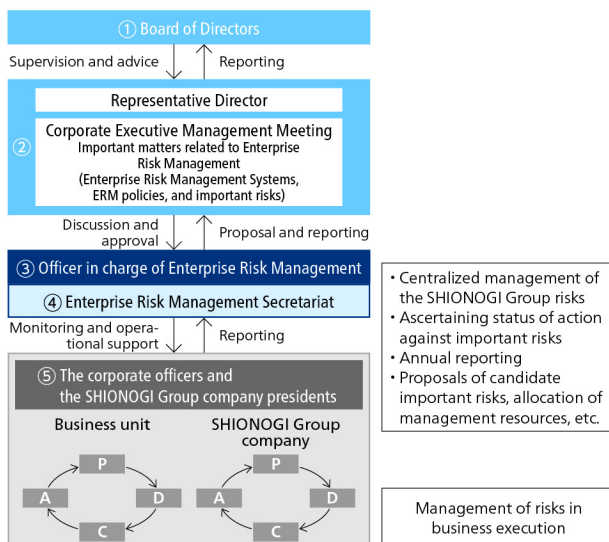 ① Board of Directors
Supervision and advice
Reporting
Representative Director
②
Corporate Executive Management Meeting
Important matters related to Enterprise
Risk Management
(Enterprise Risk Management Systems,
ERM policies, and important risks)
Discussion and
approval
Proposal and reporting
③ Officer in charge of Enterprise Risk Management
④ Enterprise Risk Management Secretariat
Monitoring and opera-
tional support
Reporting
• Centralized management of
the SHIONOGI Group risks
• Ascertaining status of action
against important risks
• Annual reporting
• Proposals of candidate
important risks, allocation of
management resources, etc.
⑤ The corporate officers and
the SHIONOGI Group company presidents
Business unit
P
A
D
C
SHIONOGI Group
company
P
A
D
C
Management of risks in
business execution